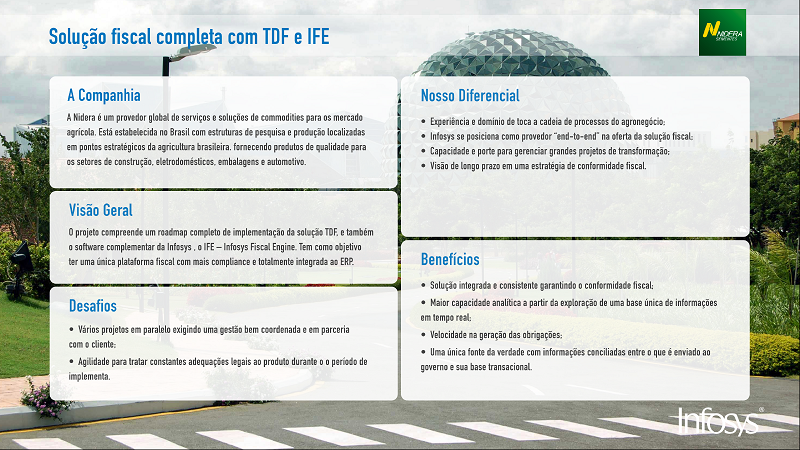 Solução fiscal completa com TDF e IFE
NIDERA
SEMENTES
A Companhia
A Nidera é um provedor global de serviços e soluções de commodities para os mercado
agrícola. Está estabelecida no Brasil com estruturas de pesquisa e produção localizadas
em pontos estratégicos da agricultura brasileira, fornecendo produtos de qualidade para
os setores de construção, eletrodomésticos, embalagens e automotivo.
Visão Geral
O projeto compreende um roadmap completo de implementação da solução TDF, e também
o software complementar da Infosys , o IFE – Infosys Fiscal Engine. Tem como objetivo
ter uma única plataforma fiscal com mais compliance e totalmente integrada ao ERP.
Desafios
• Vários projetos em paralelo exigindo uma gestão bem coordenada e em parceria
com o cliente;
• Agilidade para tratar constantes adequações legais ao produto durante o o período de
implementa.
Nosso Diferencial
• Experiência e domínio de toca a cadeia de processos do agronegócio;
• Infosys se posiciona como provedor "end-to-end" na oferta da solução fiscal;
• Capacidade e porte para gerenciar grandes projetos de transformação;
• Visão de longo prazo em uma estratégia de conformidade fiscal.
Benefícios
• Solução integrada e consistente garantindo o conformidade fiscal;
• Maior capacidade analítica a partir da exploração de uma base única de informações
em tempo real;
• Velocidade na geração das obrigações;
• Uma única fonte da verdade com informações conciliadas entre o que é enviado ao
governo e sua base transacional.
Infosys®